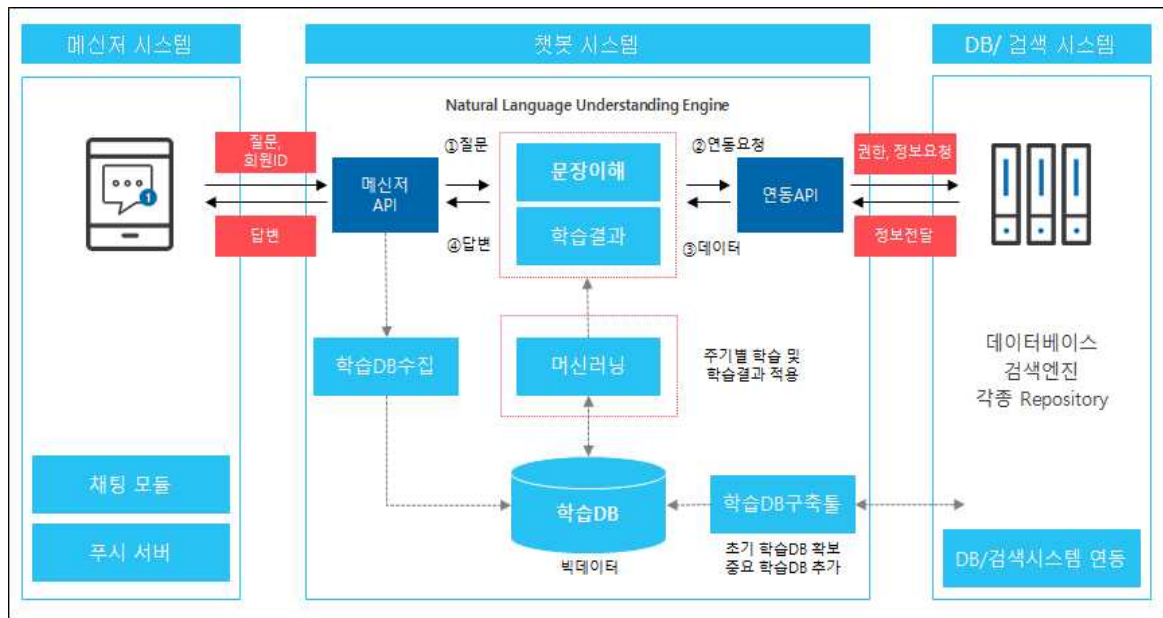 메신저 시스템
챗봇 시스템
DB/ 검색 시스템
Natural Language Understanding Engine
질문,
회원ID
답변
메신저
API
①질문
④답변
문장이해
학습결과
②연동요청
③데이터
연동API
권한, 정보요청
정보전달
학습DB수집
머신러닝
주기별 학습 및
학습결과 적용
데이터베이스
검색엔진
각종 Repository
채팅 모듈
푸시 서버
학습DB
빅데이터
학습DB구축툴
초기 학습DB 확보
중요 학습DB 추가
DB/검색시스템 연동
1